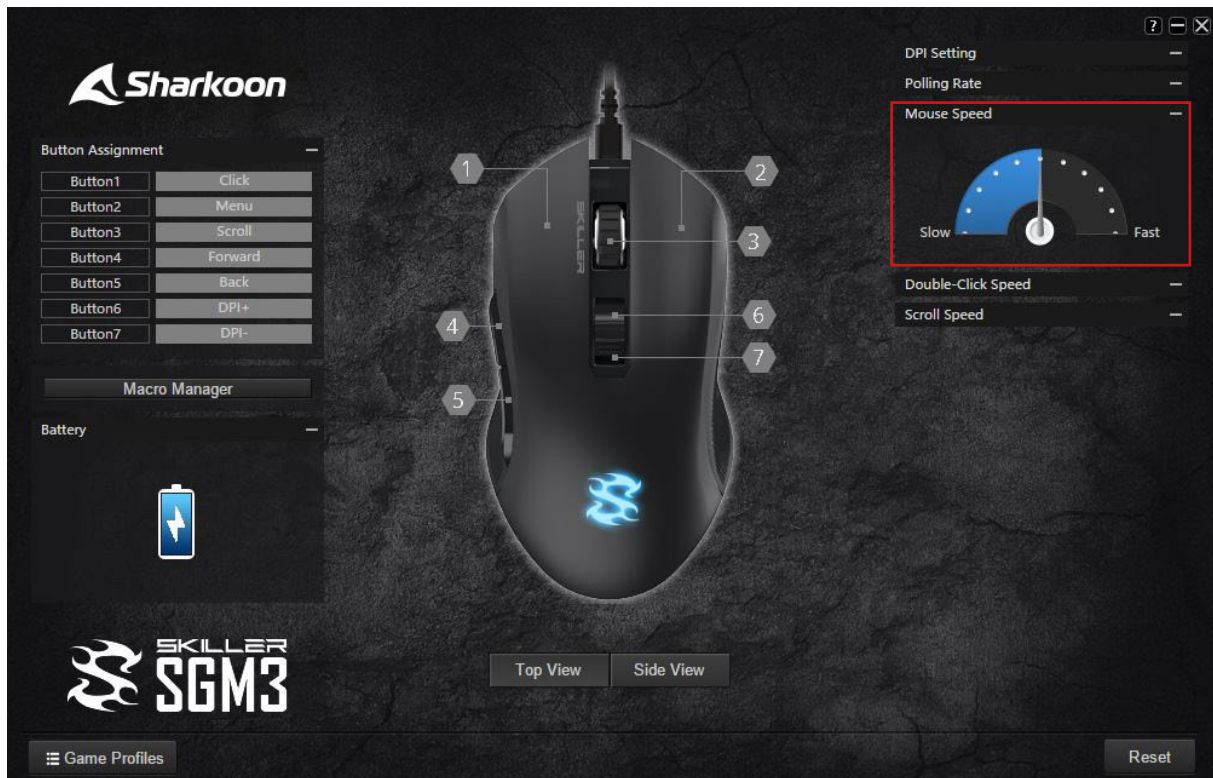 ?
Sharkoon
Button Assignment
Button1 Click
Button2 Menu
Button3 Scroll
Button4 Forward
Button5 Back
Button6 DPI+
Button7 DPI-
Macro Manager
Battery
SKILLER
SGM3
1
2
SKILLER
3
4
6
7
5
Top View Side View
DPI Setting
Polling Rate
Mouse Speed
Slow Fast
Double-Click Speed
Scroll Speed
Game Profiles
Reset